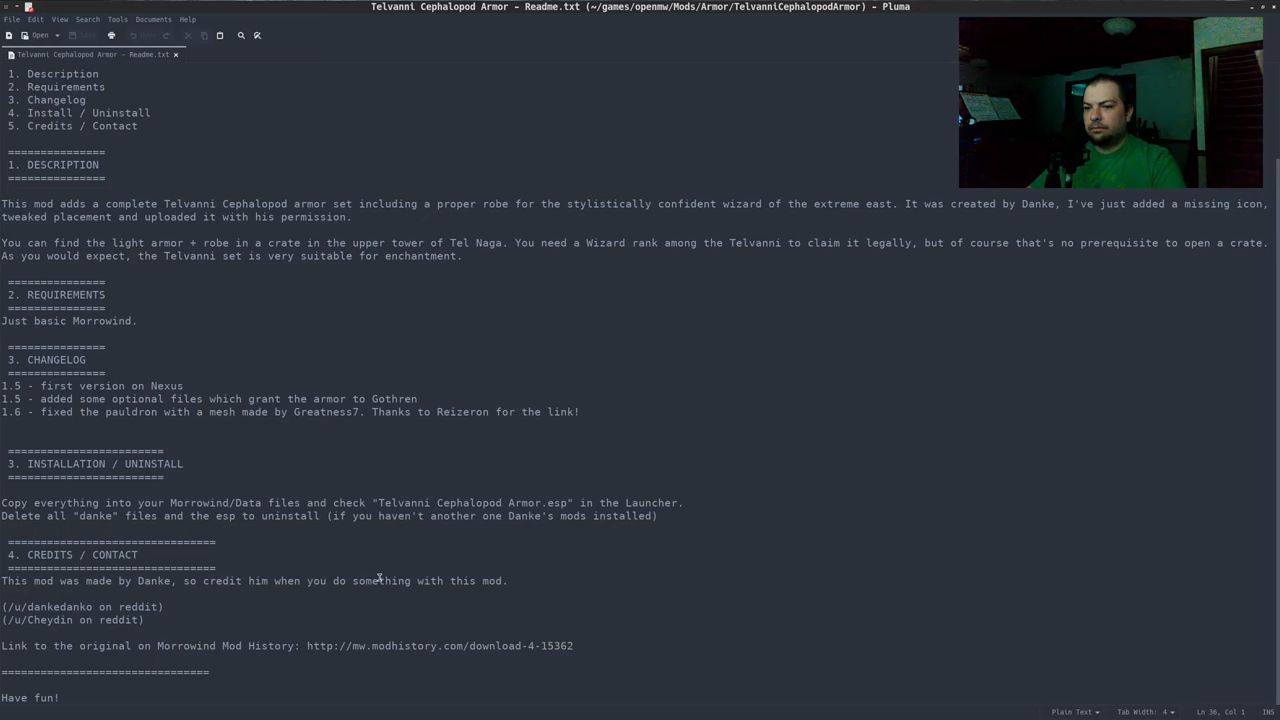 Telvanni Cephalopod Armor - Readme.txt (~/games/openmw/Mods/Armor/TelvanniCephalopodArmor) - Pluma
File Edit View Search Tools Documents Help
Open Save Undo
Telvanni Cephalopod Armor - Readme.txt
1. Description
2. Requirements
3. Changelog
4. Install / Uninstall
5. Credits / Contact
===============
1. DESCRIPTION
===============
This mod adds a complete Telvanni Cephalopod armor set including a proper robe for the stylistically confident wizard of the extreme east. It was created by Danke, I've just added a missing icon,
tweaked placement and uploaded it with his permission.
You can find the light armor + robe in a crate in the upper tower of Tel Naga. You need a Wizard rank among the Telvanni to claim it legally, but of course that's no prerequisite to open a crate.
As you would expect, the Telvanni set is very suitable for enchantment.
===============
2. REQUIREMENTS
===============
Just basic Morrowind.
===============
3. CHANGELOG
===============
1.5 - first version on Nexus
1.5 - added some optional files which grant the armor to Gothren
1.6 - fixed the pauldron with a mesh made by Greatness7. Thanks to Reizeron for the link!
========================
3. INSTALLATION / UNINSTALL
========================
Copy everything into your Morrowind/Data files and check "Telvanni Cephalopod Armor.esp" in the Launcher.
Delete all "danke" files and the esp to uninstall (if you haven't another one Danke's mods installed)
================================
4. CREDITS / CONTACT
================================
This mod was made by Danke, so credit him when you do something with this mod.
(/u/dankedanko on reddit)
(/u/Cheydin on reddit)
Link to the original on Morrowind Mod History: http://mw.modhistory.com/download-4-15362
================================
Have fun!
Plain Text Tab Width: 4 Ln 36, Col 1 INS